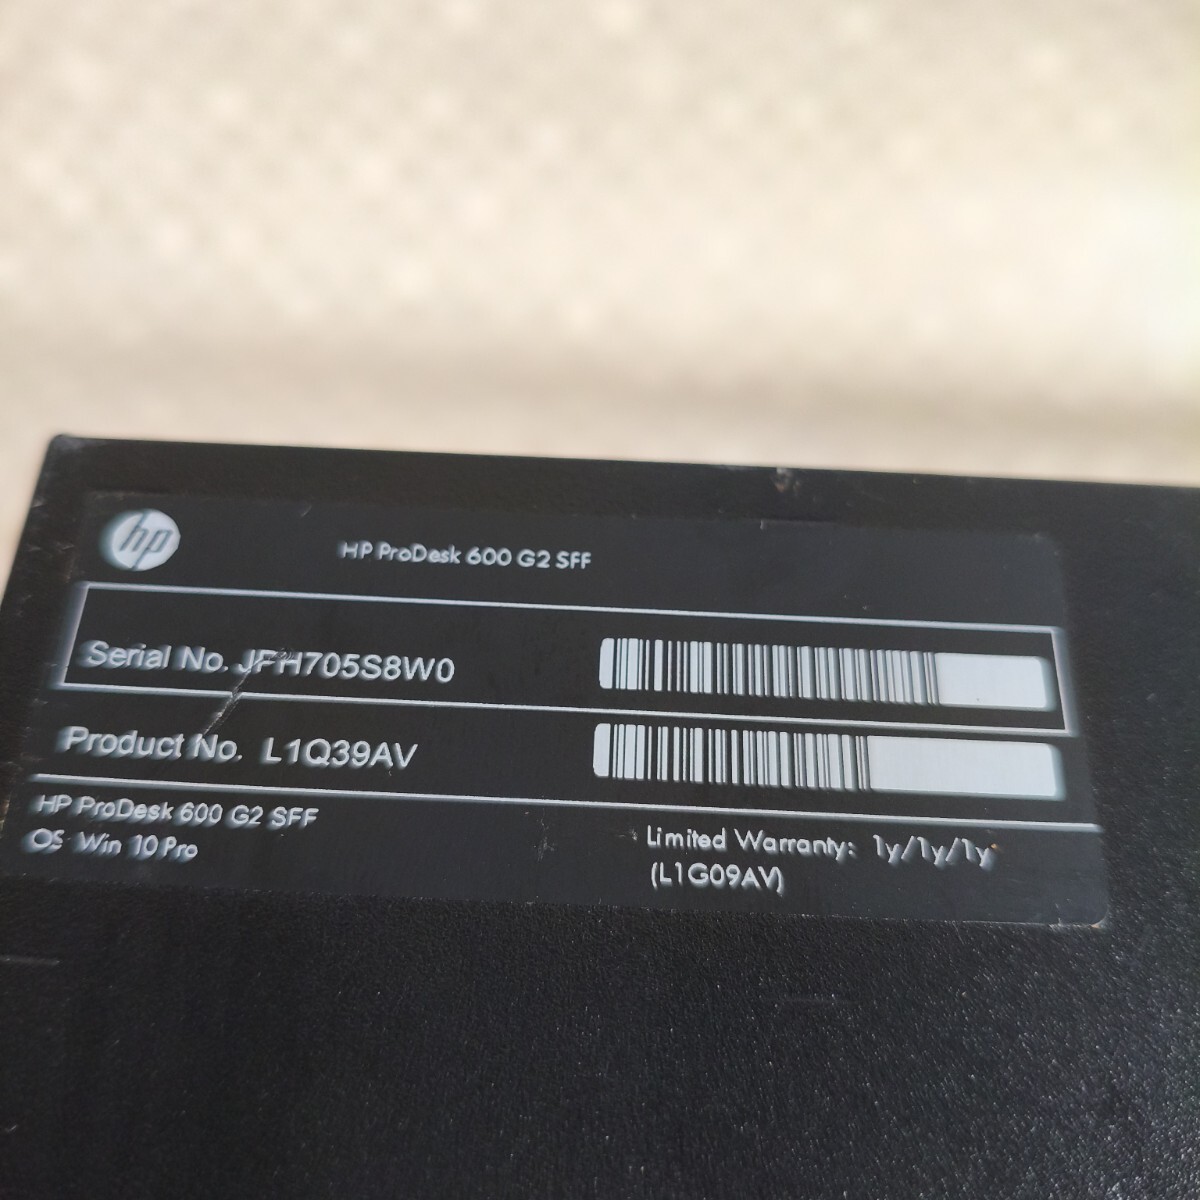 hp
HP ProDesk 600 G2 SFF
Serial No. JPH705S8W0
Product No. L1Q39AV
HP ProDesk 600 G2 SFF
OS Win 10 Pro
Limited Warranty: 1y/1y/1y
(L1G09AV)